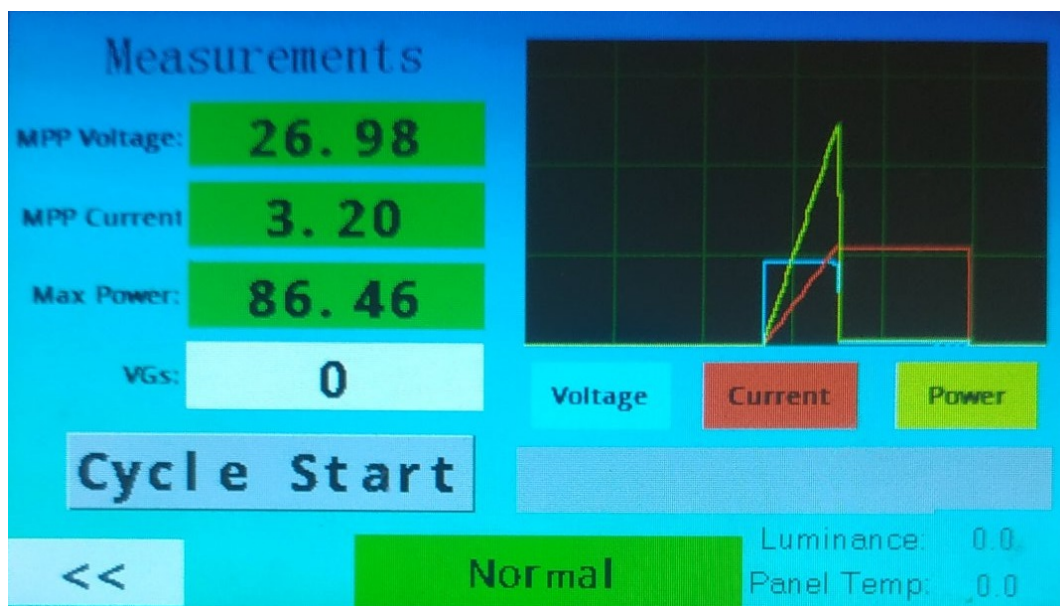 Measurements
MPP Voltage: 26.98
MPP Current 3.20
Max Power: 86.46
VGs: 0
Voltage Current Power
Cycle Start
Luminance: 0.0
<< Normal
Panel Temp: 0.0